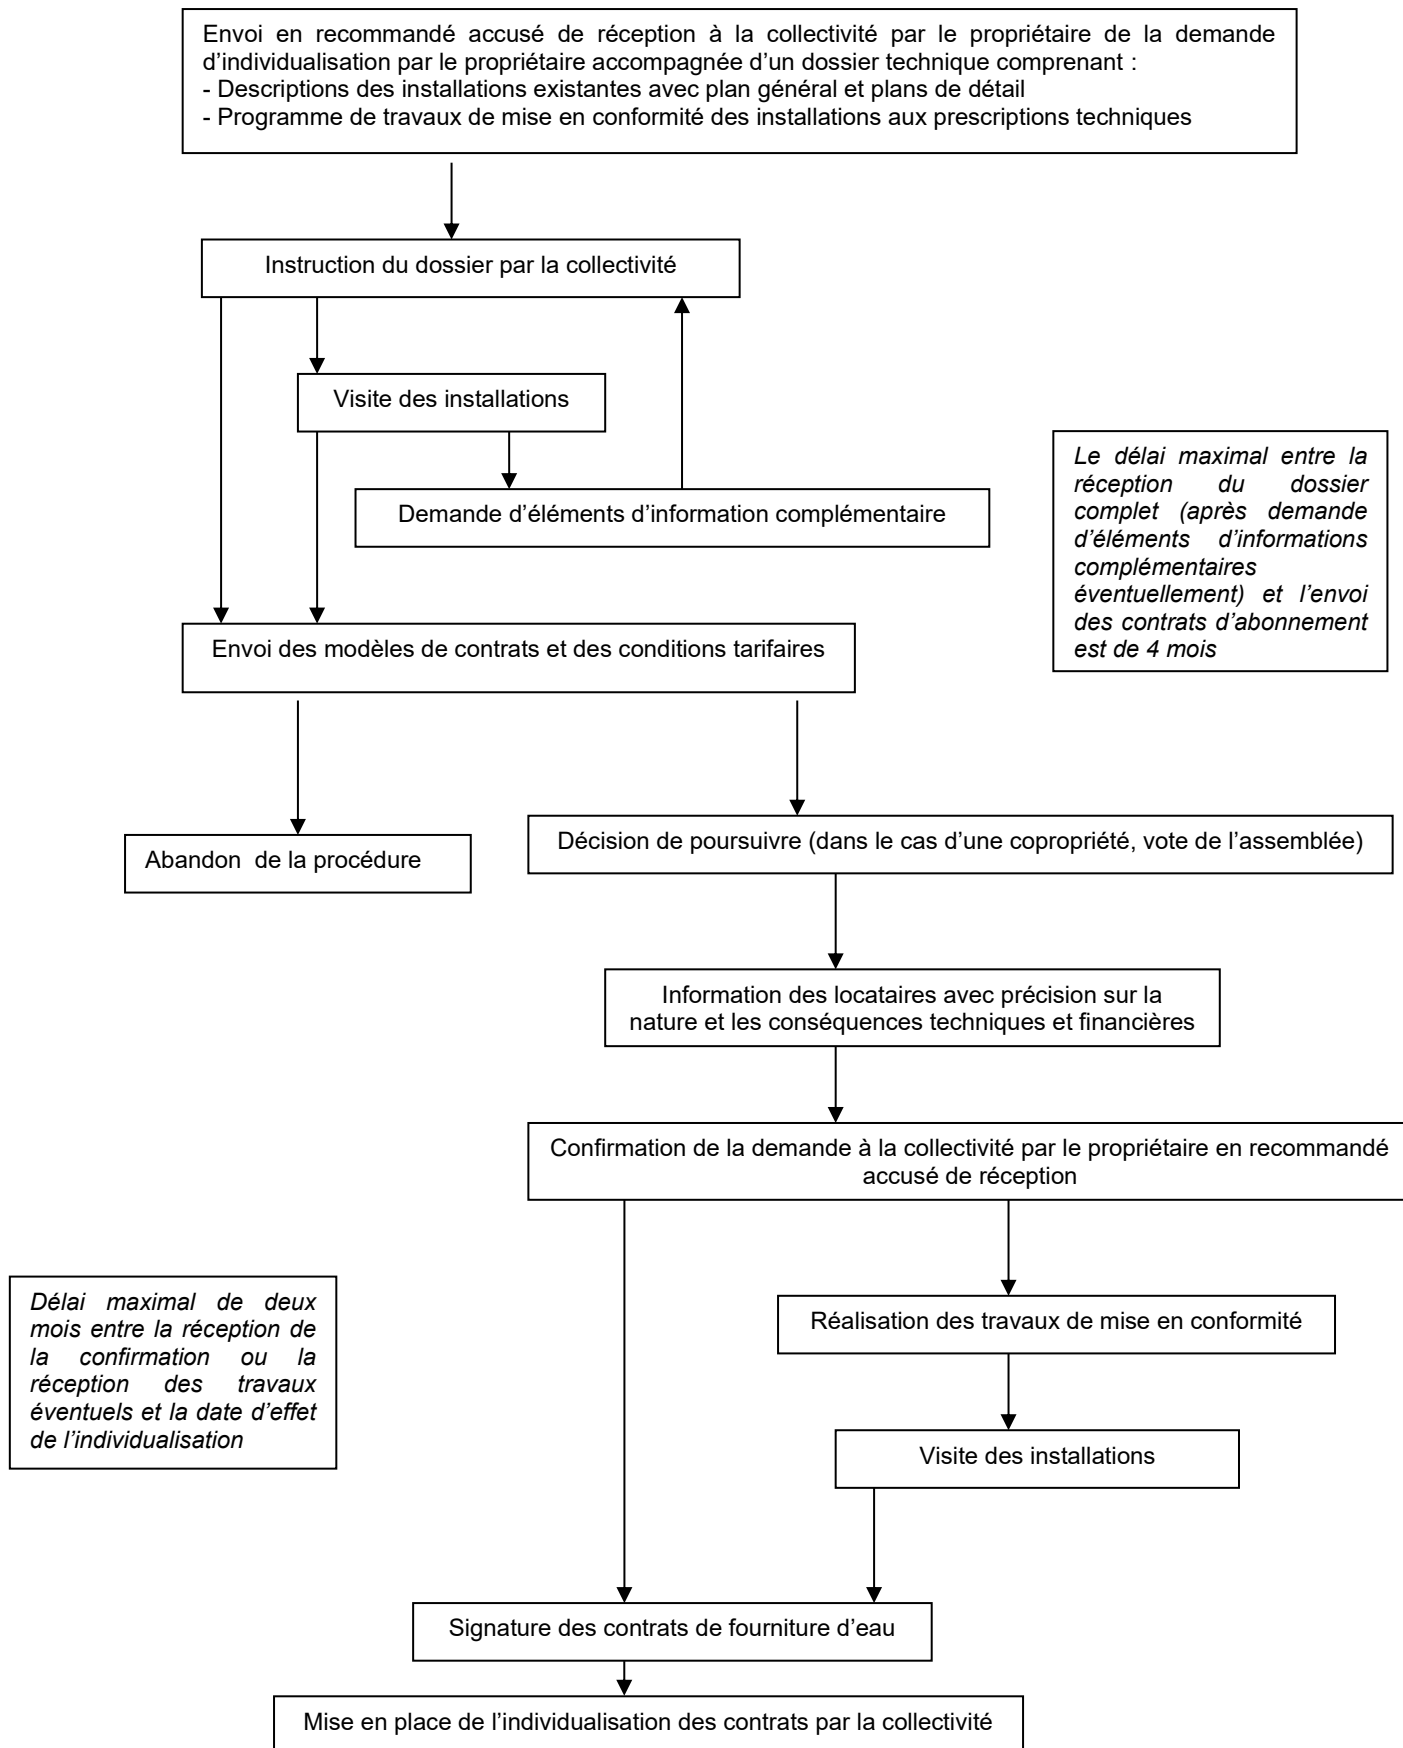 Envoi en recommandé accusé de réception à la collectivité par le propriétaire de la demande
d’individualisation par le propriétaire accompagnée d’un dossier technique comprenant :
- Descriptions des installations existantes avec plan général et plans de détail
- Programme de travaux de mise en conformité des installations aux prescriptions techniques
Instruction du dossier par la collectivité
Visite des installations
Demande d’éléments d’information complémentaire
Le délai maximal entre la
réception du dossier
complet (après demande
d’éléments d’informations
complémentaires
éventuellement) et l’envoi
des contrats d’abonnement
est de 4 mois
Envoi des modèles de contrats et des conditions tarifaires
Abandon de la procédure
Décision de poursuivre (dans le cas d’une copropriété, vote de l’assemblée)
Information des locataires avec précision sur la
nature et les conséquences techniques et financières
Confirmation de la demande à la collectivité par le propriétaire en recommandé
accusé de réception
Délai maximal de deux
mois entre la réception de
la confirmation ou la
réception des travaux
éventuels et la date d’effet
de l’individualisation
Réalisation des travaux de mise en conformité
Visite des installations
Signature des contrats de fourniture d’eau
Mise en place de l’individualisation des contrats par la collectivité